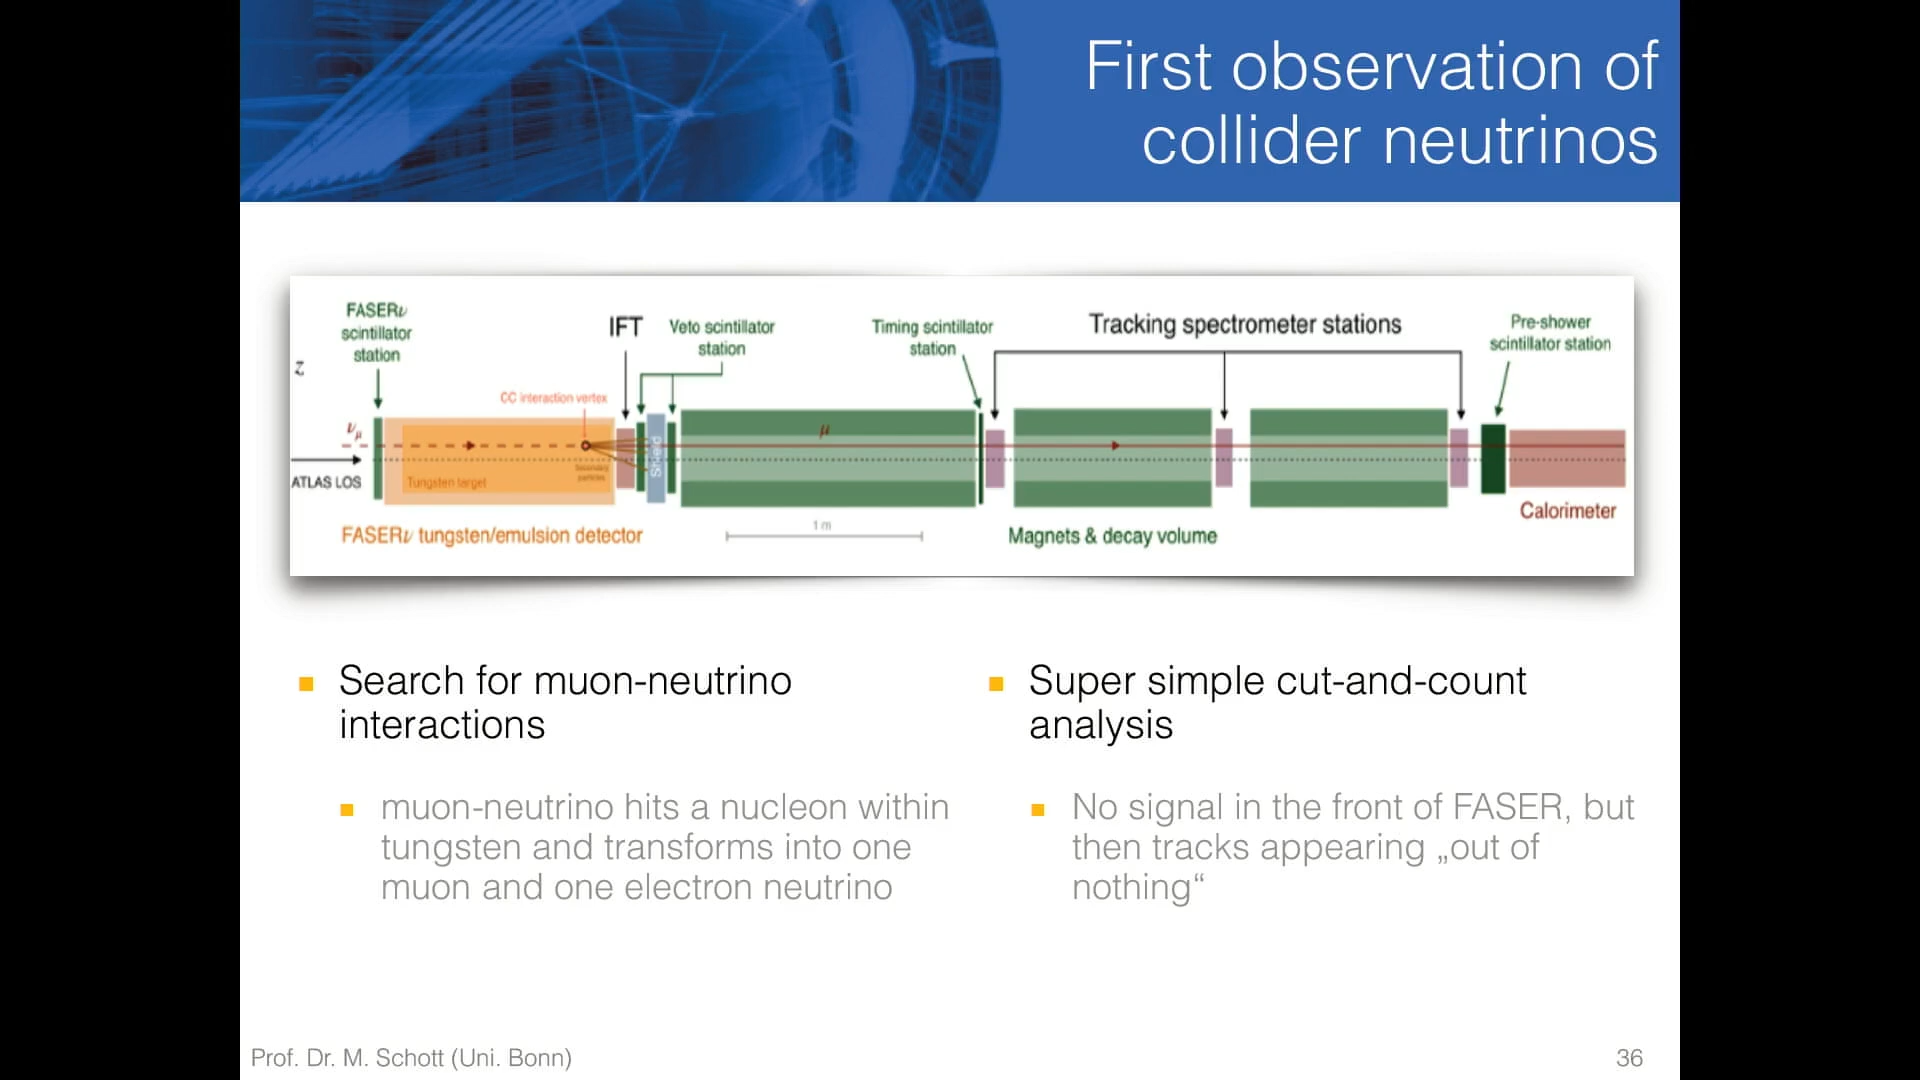 First observation of
collider neutrinos
FASERν
scintillator
station
IFT
Veto scintillator
station
Timing scintillator
station
Tracking spectrometer stations
Pre-shower
scintillator station
z
CC interaction vertex
νμ
μ
Shield
Secondary
particles
ATLAS LOS
Tungsten target
Calorimeter
FASERν tungsten/emulsion detector
1 m
Magnets & decay volume
Search for muon-neutrino
interactions
muon-neutrino hits a nucleon within
tungsten and transforms into one
muon and one electron neutrino
Super simple cut-and-count
analysis
No signal in the front of FASER, but
then tracks appearing „out of
nothing“
Prof. Dr. M. Schott (Uni. Bonn)
36